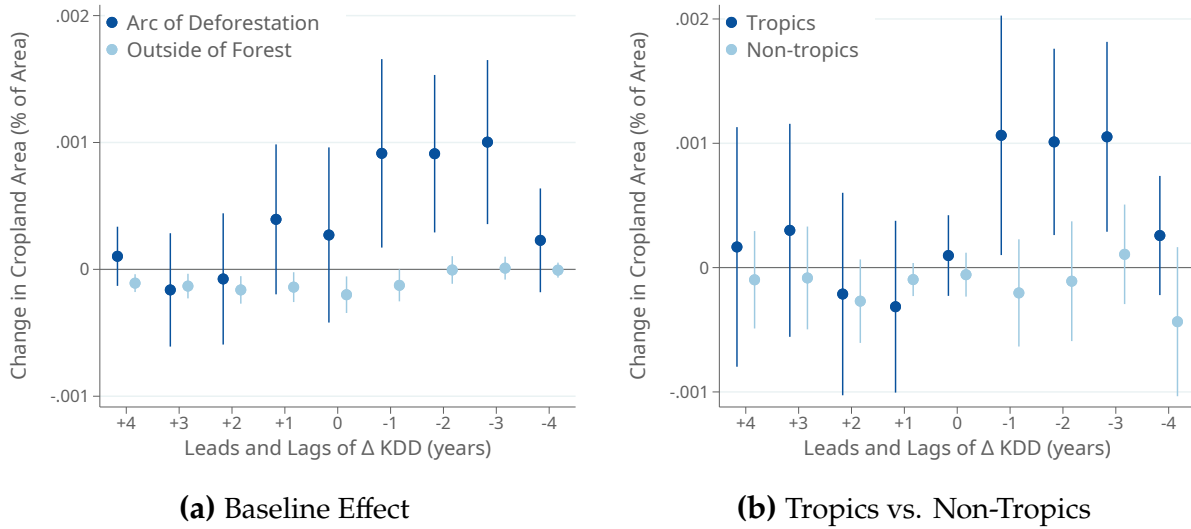 Change in Cropland Area (% of Area)
.002
.001
0
-.001
Arc of Deforestation
Outside of Forest
+4 +3 +2 +1 0 -1 -2 -3 -4
Leads and Lags of Δ KDD (years)
(a) Baseline Effect
Change in Cropland Area (% of Area)
.002
.001
0
-.001
Tropics
Non-tropics
+4 +3 +2 +1 0 -1 -2 -3 -4
Leads and Lags of Δ KDD (years)
(b) Tropics vs. Non-Tropics